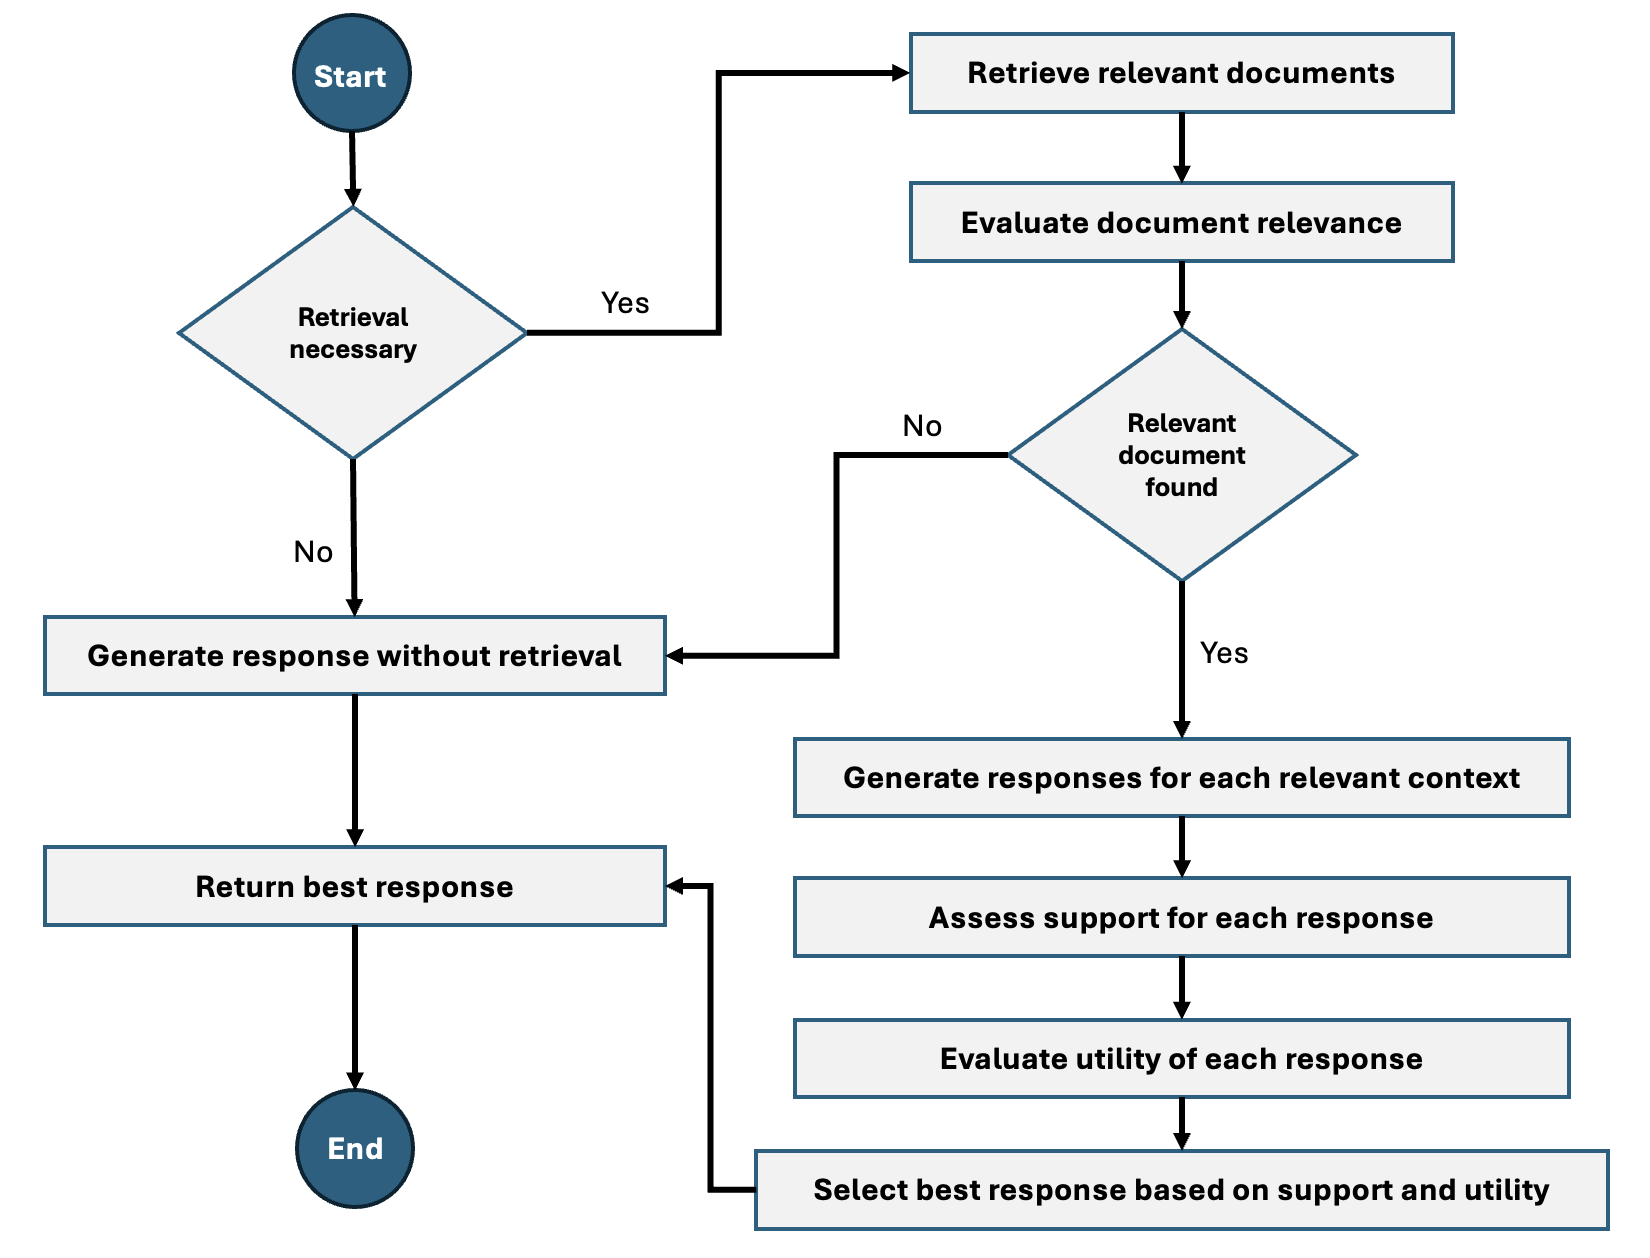 Start
Retrieval
necessary
Yes
No
Retrieve relevant documents
Evaluate document relevance
Relevant
document
found
No
Yes
Generate response without retrieval
Generate responses for each relevant context
Assess support for each response
Evaluate utility of each response
Select best response based on support and utility
Return best response
End